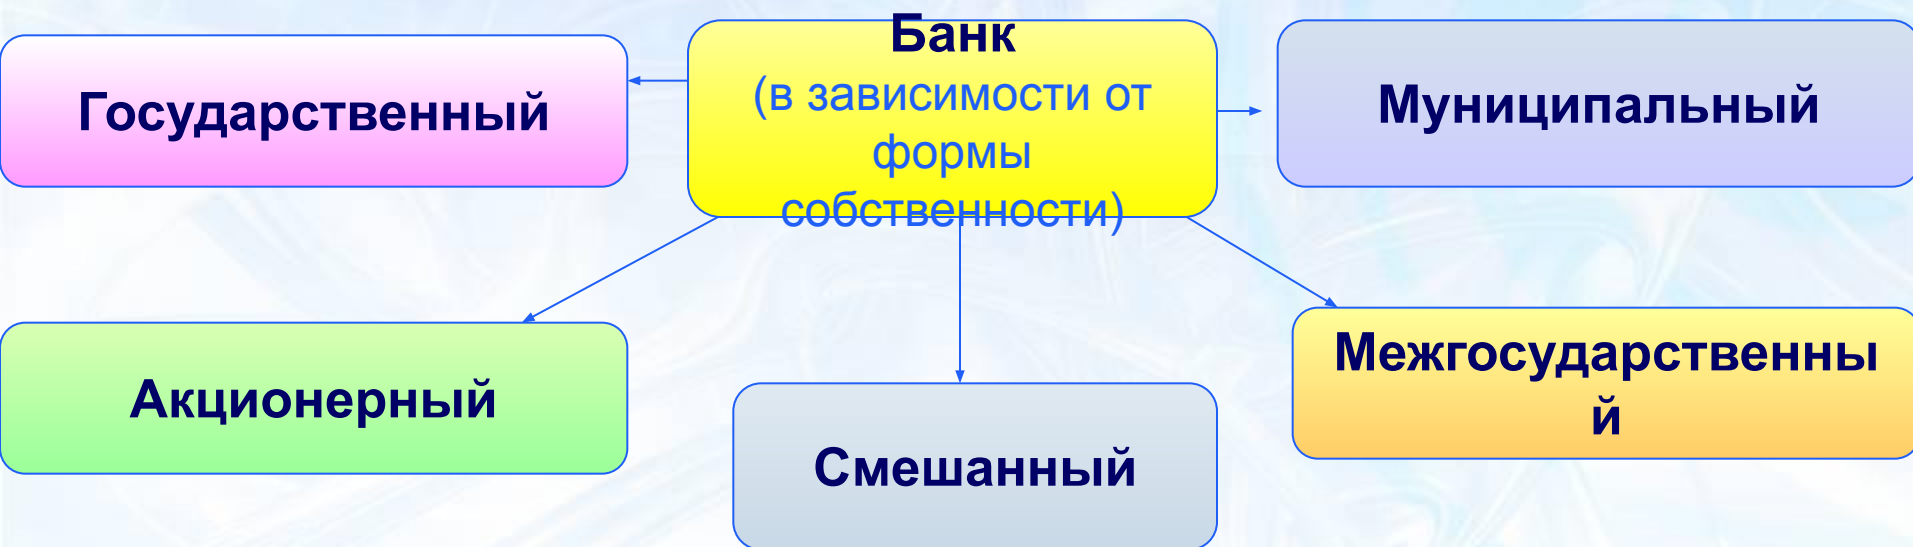 Банк
(в зависимости от
формы
собственности)
Государственный
Муниципальный
Акционерный
Смешанный
Межгосударственны
й